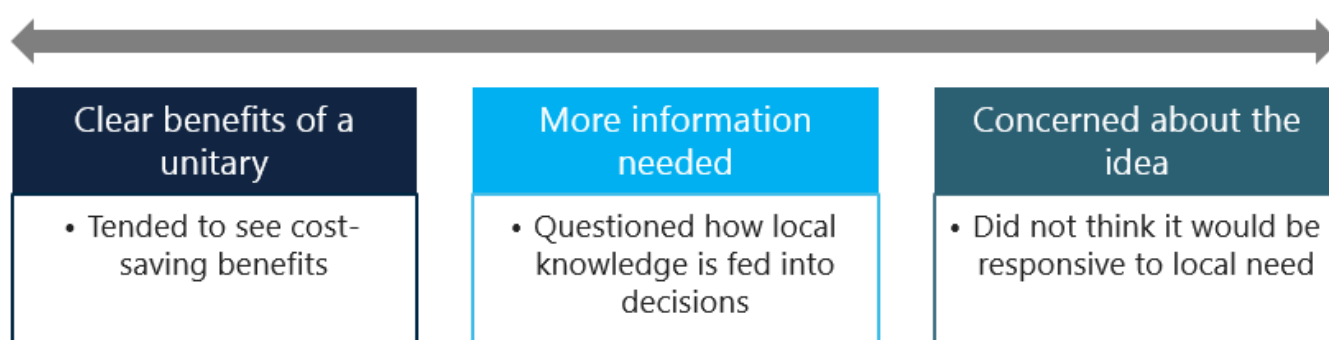 Clear benefits of a
unitary
• Tended to see cost-
saving benefits
More information
needed
• Questioned how local
knowledge is fed into
decisions
Concerned about the
idea
• Did not think it would be
responsive to local need